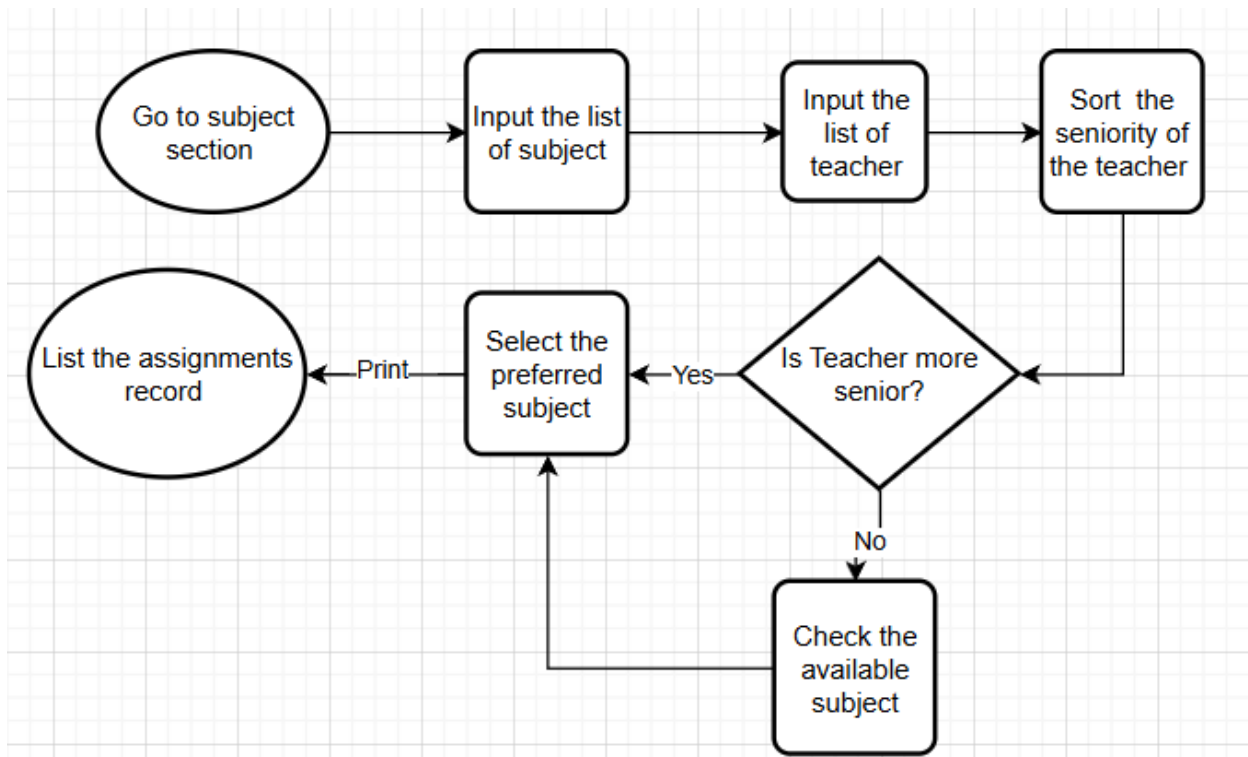 Go to subject
section
Input the list
of subject
Input the
list of
teacher
Sort the
seniority of
the teacher
Is Teacher more
senior?
Yes
Select the
preferred
subject
Print
List the assignments
record
No
Check the
available
subject